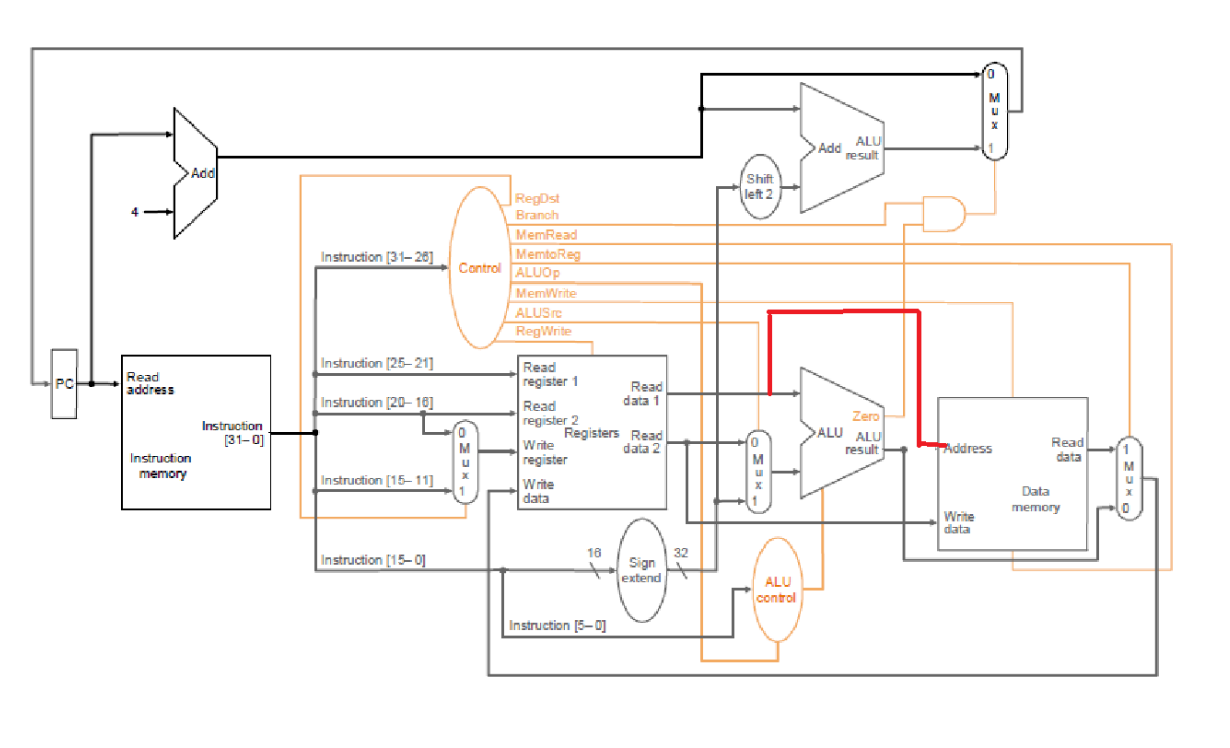 0
M
u
x
1
Add
ALU
result
Add
4
Shift
left 2
RegDst
Branch
MemRead
MemtoReg
ALUOp
MemWrite
ALUSrc
RegWrite
Control
Instruction [31–26]
Instruction [25–21]
Instruction [20–16]
Instruction [15–11]
Instruction [15–0]
Instruction [5–0]
PC
Read
address
Instruction
[31–0]
Instruction
memory
0
M
u
x
1
Read
register 1
Read
register 2
Write
register
Write
data
Registers
Read
data 1
Read
data 2
0
M
u
x
1
Zero
ALU
ALU
result
Address
Read
data
Data
memory
Write
data
1
M
u
x
0
16
Sign
extend
32
ALU
control